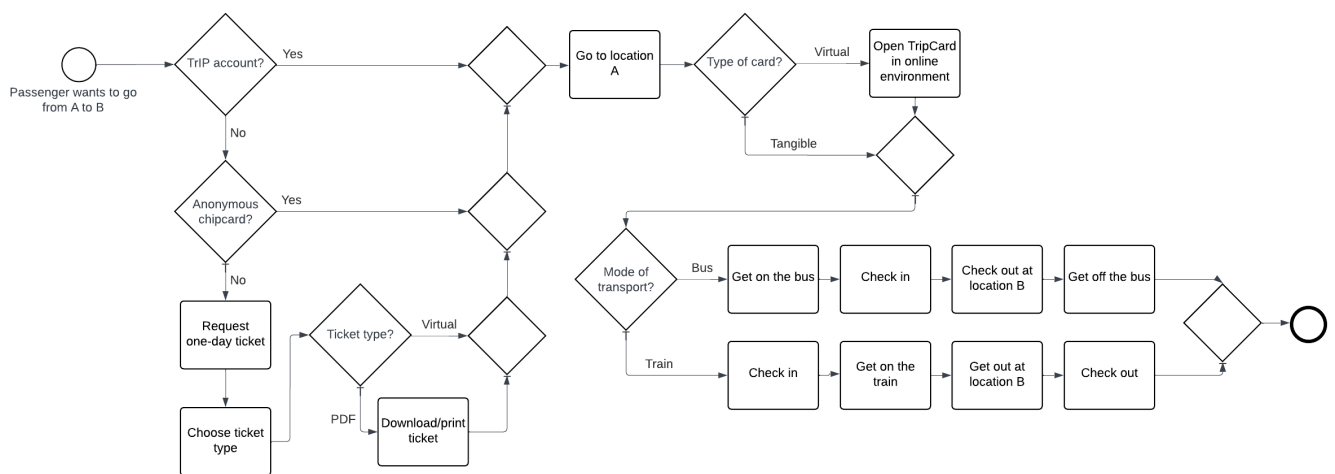 Passenger wants to go
from A to B
TrIP account?
Yes
No
Anonymous
chipcard?
Yes
No
Request
one-day ticket
Choose ticket
type
Ticket type?
Virtual
PDF
Download/print
ticket
Go to location
A
Type of card?
Virtual
Open TripCard
in online
environment
Tangible
Mode of
transport?
Bus
Get on the bus
Check in
Check out at
location B
Get off the bus
Train
Check in
Get on the
train
Get out at
location B
Check out